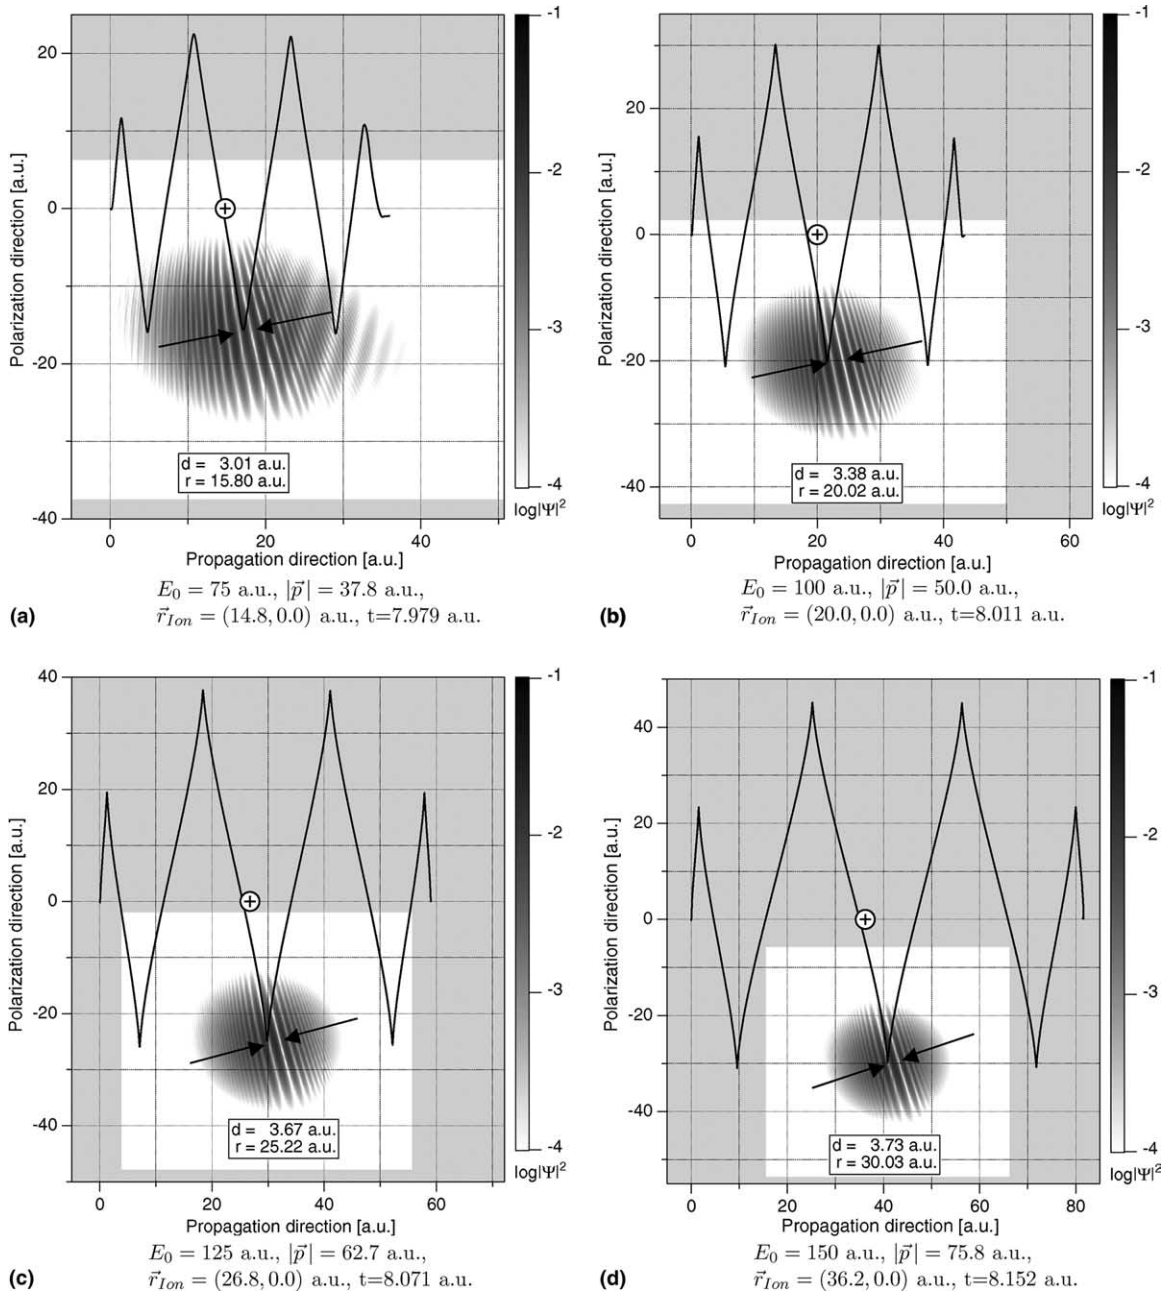 -1
-2
-3
-4
log|Ψ|²
20
0
-20
-40
Polarization direction [a.u.]
d = 3.01 a.u.
r = 15.80 a.u.
0
20
40
Propagation direction [a.u.]
(a)
E₀ = 75 a.u., |p⃗| = 37.8 a.u.,
r⃗_Ion = (14.8, 0.0) a.u., t=7.979 a.u.
-1
-2
-3
-4
log|Ψ|²
20
0
-20
-40
Polarization direction [a.u.]
d = 3.38 a.u.
r = 20.02 a.u.
0
20
40
60
Propagation direction [a.u.]
(b)
E₀ = 100 a.u., |p⃗| = 50.0 a.u.,
r⃗_Ion = (20.0, 0.0) a.u., t=8.011 a.u.
-1
-2
-3
-4
log|Ψ|²
40
20
0
-20
-40
Polarization direction [a.u.]
d = 3.67 a.u.
r = 25.22 a.u.
0
20
40
60
Propagation direction [a.u.]
(c)
E₀ = 125 a.u., |p⃗| = 62.7 a.u.,
r⃗_Ion = (26.8, 0.0) a.u., t=8.071 a.u.
-1
-2
-3
-4
log|Ψ|²
40
20
0
-20
-40
Polarization direction [a.u.]
d = 3.73 a.u.
r = 30.03 a.u.
0
20
40
60
80
Propagation direction [a.u.]
(d)
E₀ = 150 a.u., |p⃗| = 75.8 a.u.,
r⃗_Ion = (36.2, 0.0) a.u., t=8.152 a.u.